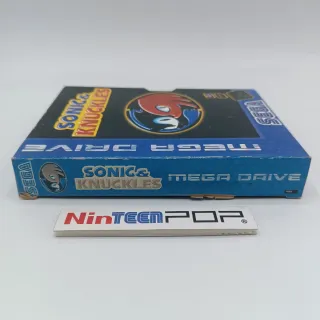 SONIC &
KNUCKLES
SEGA
MEGA DRIVE
SEGA
SONIC &
KNUCKLES
MEGA DRIVE
NinTEENPOP®